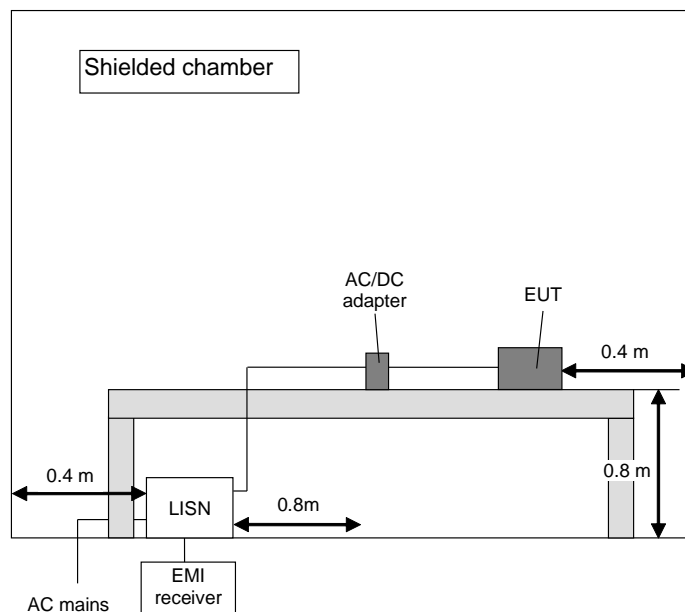 Shielded chamber
AC/DC
adapter
EUT
0.4 m
0.4 m
0.8 m
LISN
0.8m
AC mains
EMI
receiver